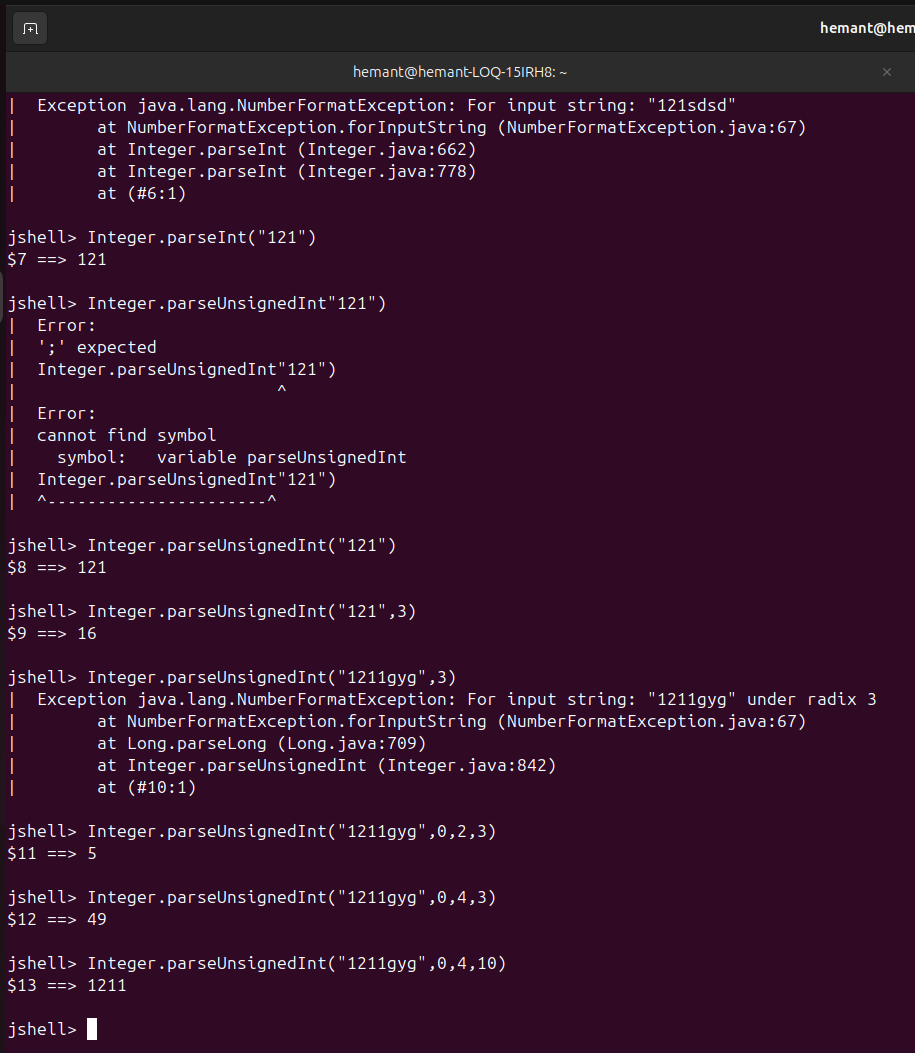 hemant@hem
hemant@hemant-LOQ-15IRH8: ~ ×
|  Exception java.lang.NumberFormatException: For input string: "121sdsd"
|        at NumberFormatException.forInputString (NumberFormatException.java:67)
|        at Integer.parseInt (Integer.java:662)
|        at Integer.parseInt (Integer.java:778)
|        at (#6:1)
jshell> Integer.parseInt("121")
$7 ==> 121
jshell> Integer.parseUnsignedInt"121")
|  Error:
|  ';' expected
|  Integer.parseUnsignedInt"121")
|                          ^
|  Error:
|  cannot find symbol
|    symbol:   variable parseUnsignedInt
|  Integer.parseUnsignedInt"121")
|  ^----------------------^
jshell> Integer.parseUnsignedInt("121")
$8 ==> 121
jshell> Integer.parseUnsignedInt("121",3)
$9 ==> 16
jshell> Integer.parseUnsignedInt("1211gyg",3)
|  Exception java.lang.NumberFormatException: For input string: "1211gyg" under radix 3
|        at NumberFormatException.forInputString (NumberFormatException.java:67)
|        at Long.parseLong (Long.java:709)
|        at Integer.parseUnsignedInt (Integer.java:842)
|        at (#10:1)
jshell> Integer.parseUnsignedInt("1211gyg",0,2,3)
$11 ==> 5
jshell> Integer.parseUnsignedInt("1211gyg",0,4,3)
$12 ==> 49
jshell> Integer.parseUnsignedInt("1211gyg",0,4,10)
$13 ==> 1211
jshell>